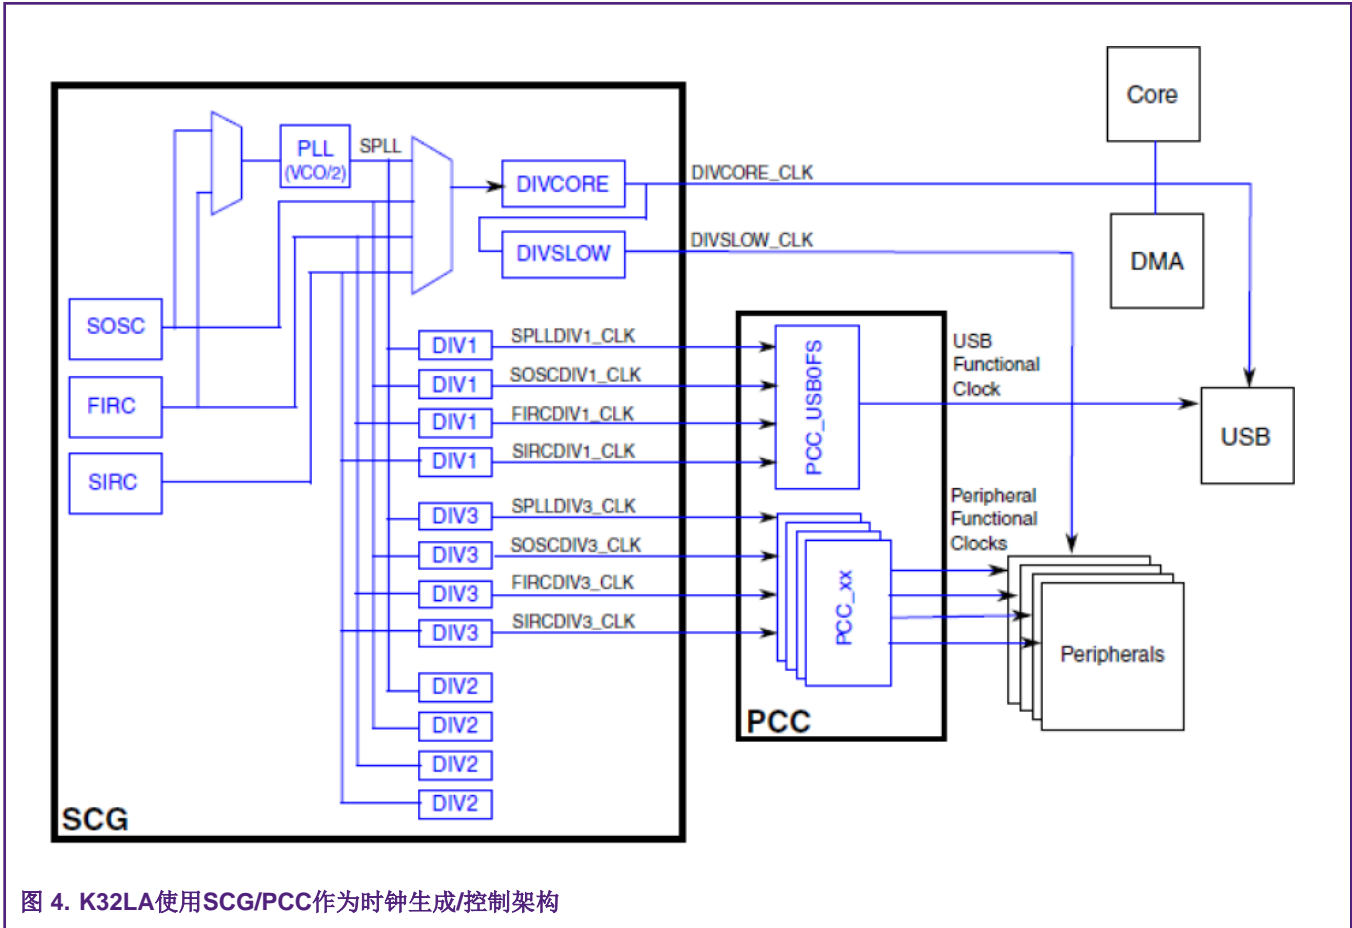 Core
PLL
(VCO/2)
SPLL
DIVCORE
DIVCORE_CLK
DIVSLOW
DIVSLOW_CLK
DMA
SOSC
FIRC
SIRC
DIV1
SPLLDIV1_CLK
DIV1
SOSCDIV1_CLK
DIV1
FIRCDIV1_CLK
DIV1
SIRCDIV1_CLK
PCC_USB0FS
USB
Functional
Clock
USB
DIV3
SPLLDIV3_CLK
DIV3
SOSCDIV3_CLK
DIV3
FIRCDIV3_CLK
DIV3
SIRCDIV3_CLK
PCC_xx
Peripheral
Functional
Clocks
Peripherals
DIV2
DIV2
DIV2
DIV2
PCC
SCG
图 4. K32LA使用SCG/PCC作为时钟生成/控制架构